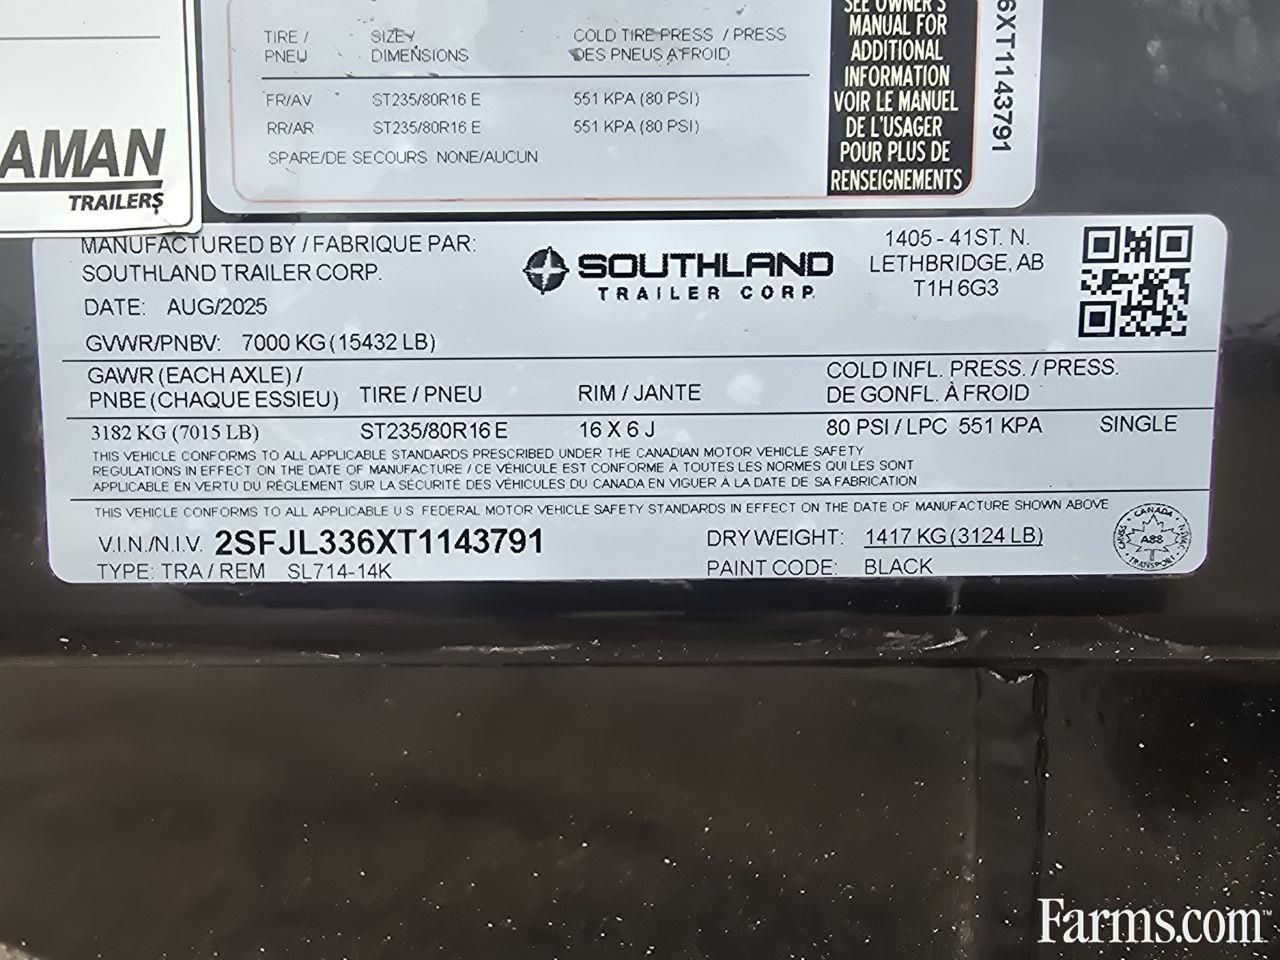 TIRE / SIZE / COLD TIRE PRESS / PRESS
PNEU DIMENSIONS DES PNEUS A FROID
FR/AV ST235/80R16 E 551 KPA (80 PSI)
RR/AR ST235/80R16 E 551 KPA (80 PSI)
SPARE/DE SECOURS NONE/AUCUN
SEE OWNER'S
MANUAL FOR
ADDITIONAL
INFORMATION
VOIR LE MANUEL
DE L'USAGER
POUR PLUS DE
RENSEIGNEMENTS
6XT1143791
AMAN
TRAILERS
MANUFACTURED BY / FABRIQUE PAR:
SOUTHLAND TRAILER CORP.
DATE: AUG/2025
GVWR/PNBV: 7000 KG (15432 LB)
SOUTHLAND
TRAILER CORP.
1405 - 41ST. N.
LETHBRIDGE, AB
T1H 6G3
GAWR (EACH AXLE) /
PNBE (CHAQUE ESSIEU) TIRE / PNEU RIM / JANTE
COLD INFL. PRESS. / PRESS.
DE GONFL. À FROID
3182 KG (7015 LB) ST235/80R16 E 16 X 6 J 80 PSI / LPC 551 KPA SINGLE
THIS VEHICLE CONFORMS TO ALL APPLICABLE STANDARDS PRESCRIBED UNDER THE CANADIAN MOTOR VEHICLE SAFETY
REGULATIONS IN EFFECT ON THE DATE OF MANUFACTURE / CE VÉHICULE EST CONFORME A TOUTES LES NORMES QUI LES SONT
APPLICABLE EN VERTU DU RÈGLEMENT SUR LA SÉCURITÉ DES VÉHICULES DU CANADA EN VIGUER À LA DATE DE SA FABRICATION
THIS VEHICLE CONFORMS TO ALL APPLICABLE U S FEDERAL MOTOR VEHICLE SAFETY STANDARDS IN EFFECT ON THE DATE OF MANUFACTURE SHOWN ABOVE
V.I.N./N.I.V. 2SFJL336XT1143791 DRY WEIGHT: 1417 KG (3124 LB)
TYPE: TRA / REM SL714-14K PAINT CODE: BLACK
CANADA
A88
TRANSPORT
Farms.com™